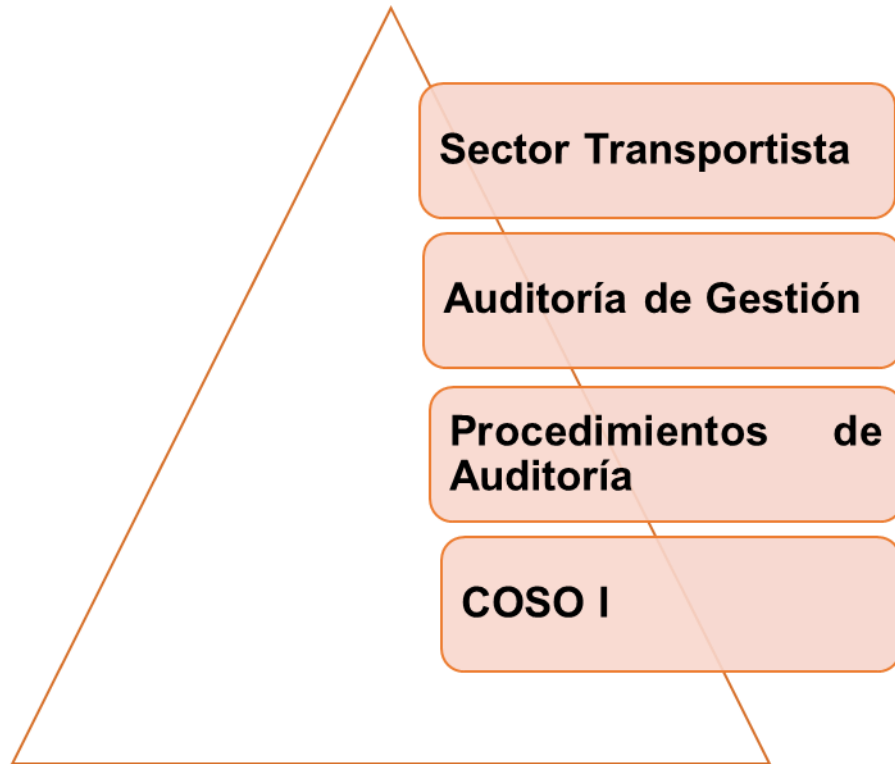 Sector Transportista
Auditoría de Gestión
Procedimientos de
Auditoría
COSO I